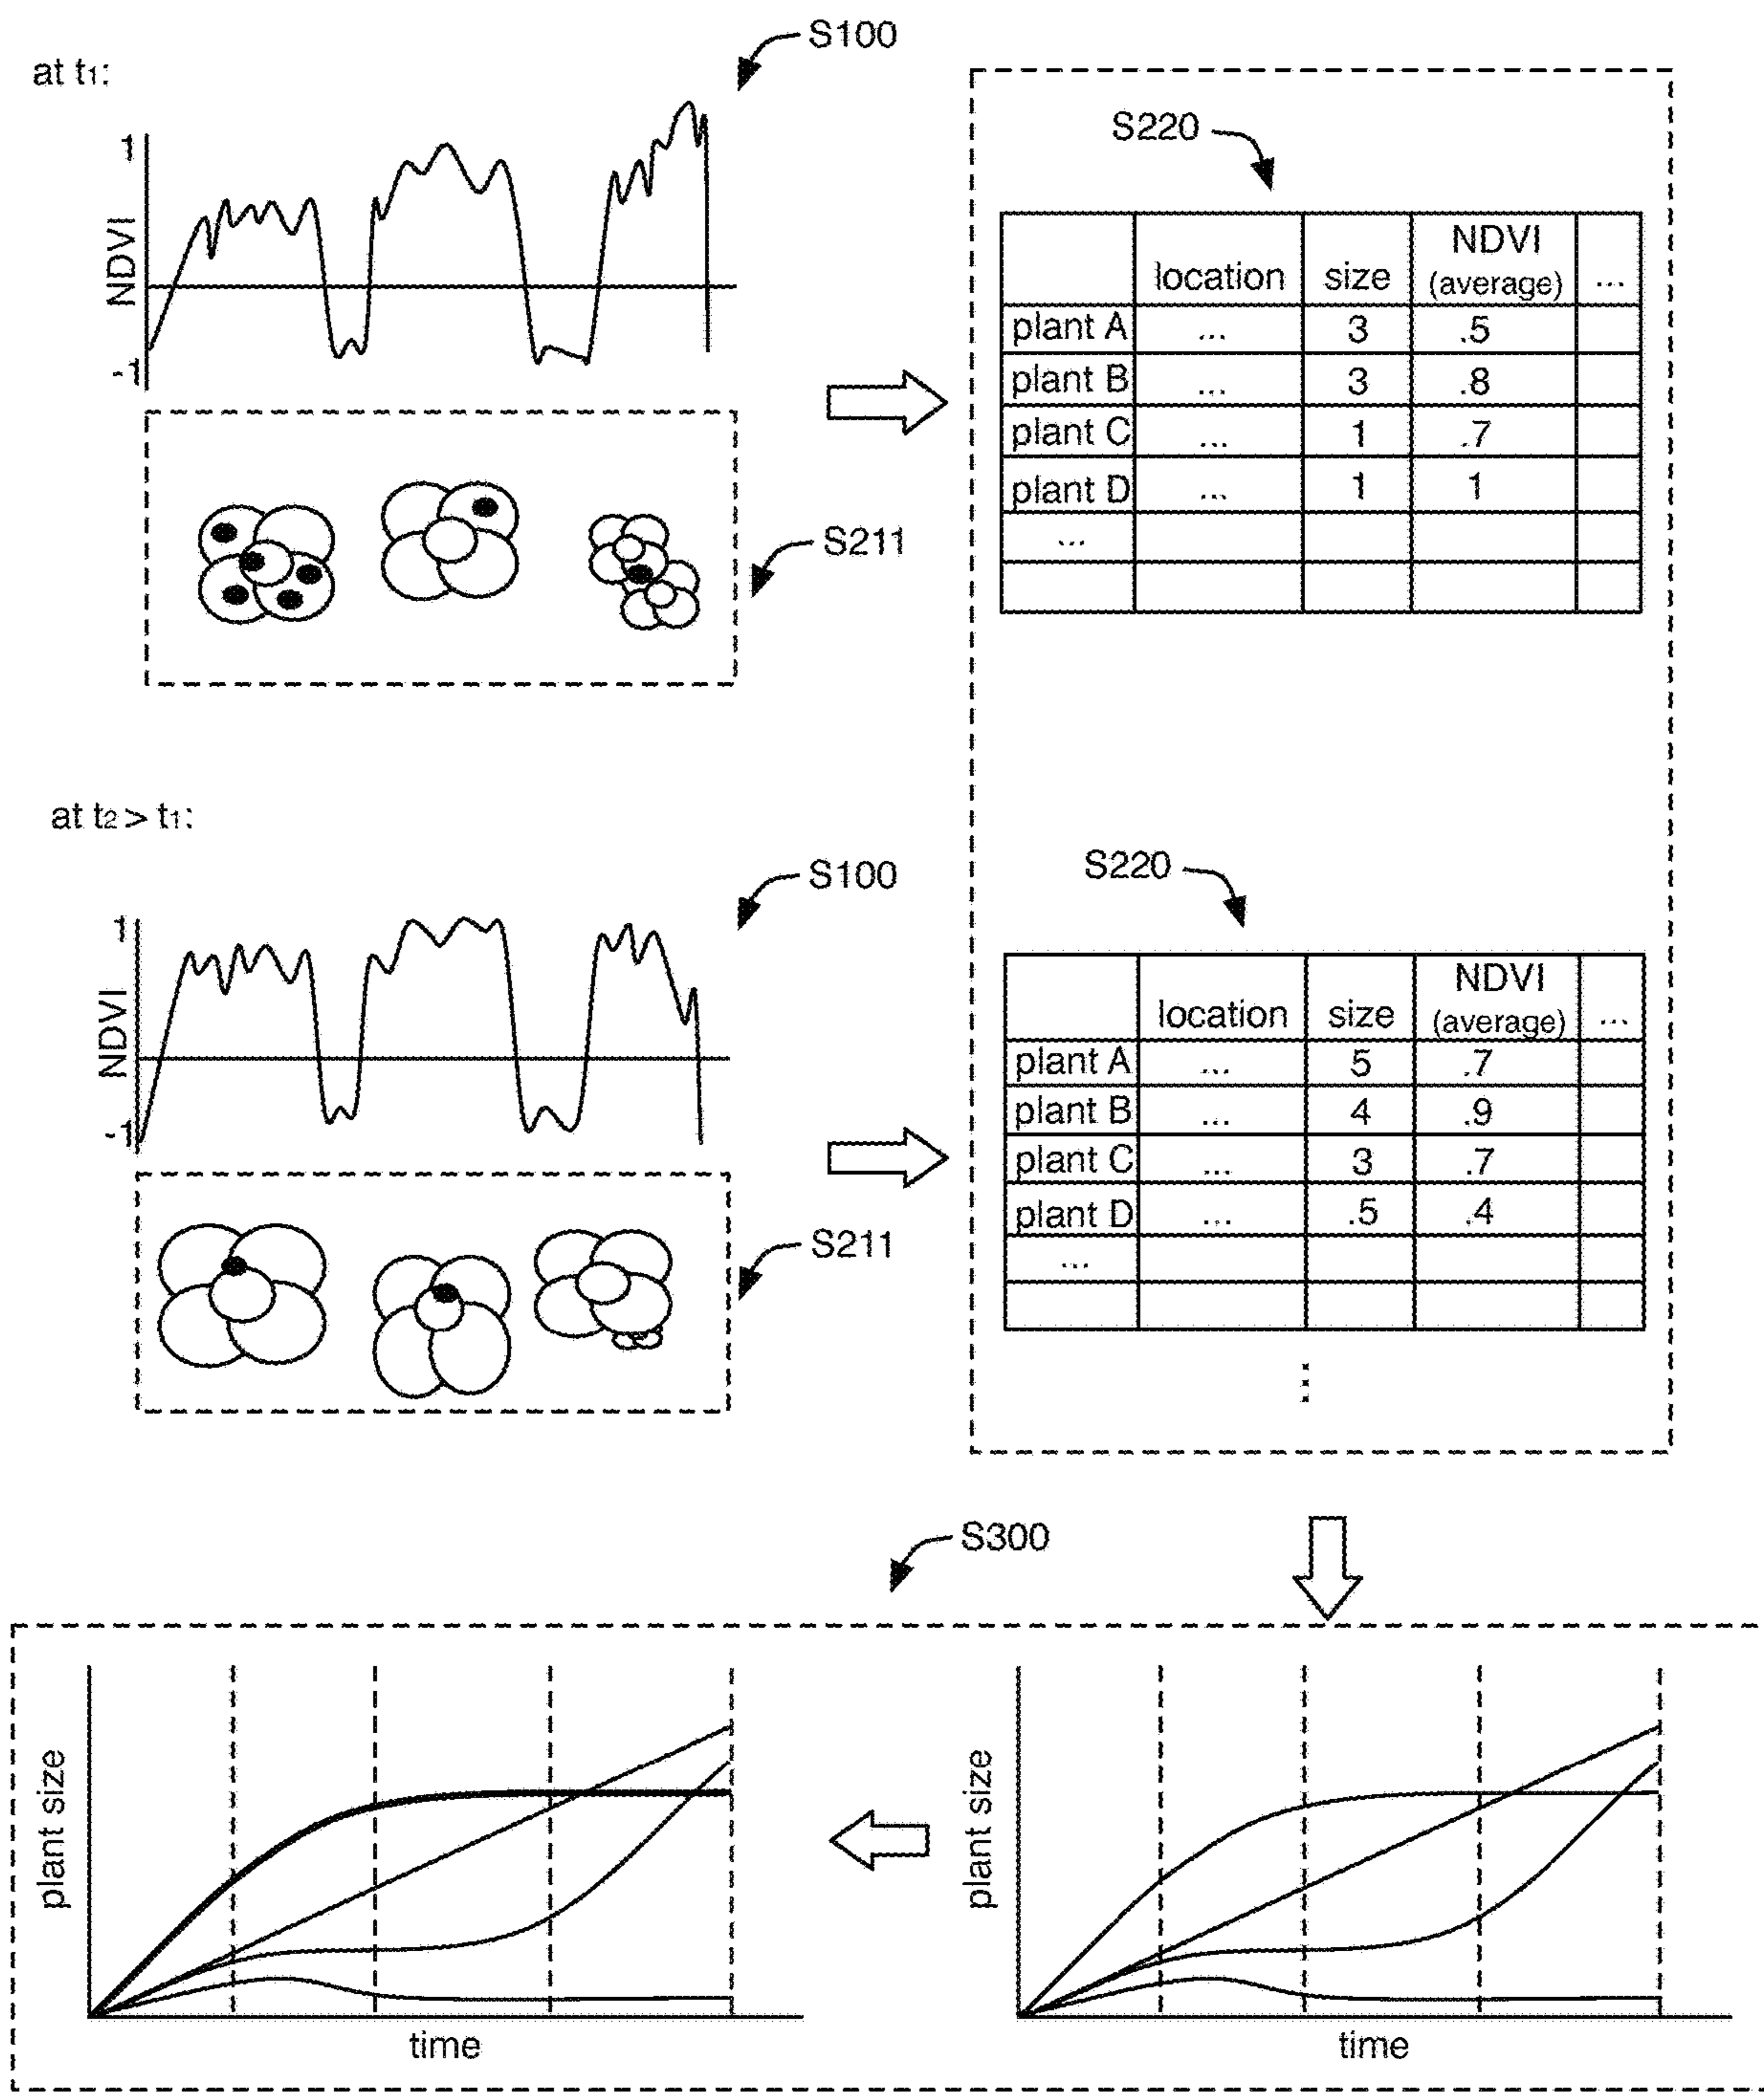 at t1:
S100
1
NDVI
-1
S211
S220
location size NDVI (average) ...
plant A ... 3 .5
plant B ... 3 .8
plant C ... 1 .7
plant D ... 1 1
...
at t2 > t1:
S100
1
NDVI
-1
S211
S220
location size NDVI (average) ...
plant A ... 5 .7
plant B ... 4 .9
plant C ... 3 .7
plant D ... .5 .4
...
S300
plant size
time
plant size
time